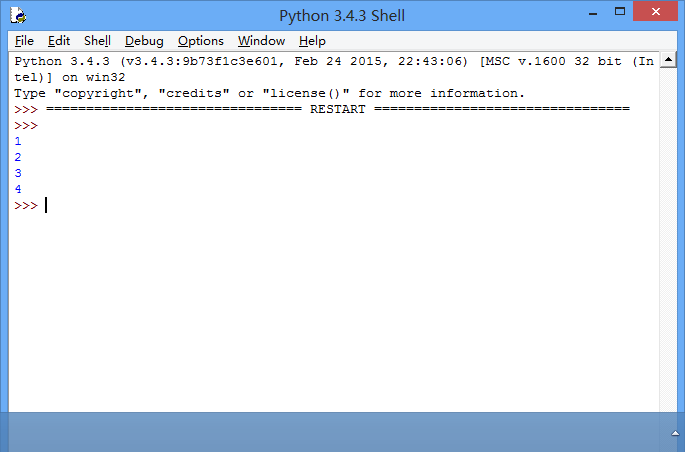 Python 3.4.3 Shell
File Edit Shell Debug Options Window Help
Python 3.4.3 (v3.4.3:9b73f1c3e601, Feb 24 2015, 22:43:06) [MSC v.1600 32 bit (In
tel)] on win32
Type "copyright", "credits" or "license()" for more information.
>>> ================================ RESTART ================================
>>>
1
2
3
4
>>>